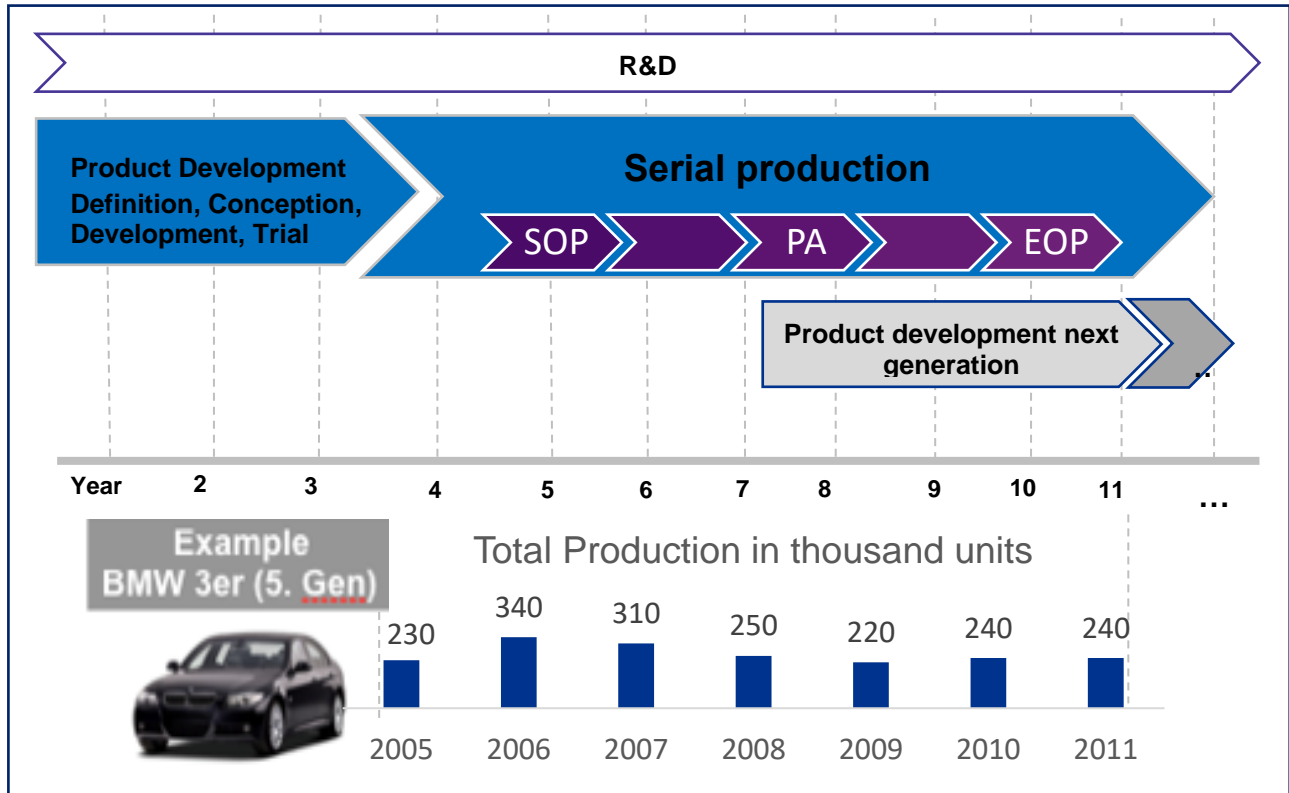 R&D
Product Development
Definition, Conception,
Development, Trial
Serial production
SOP
PA
EOP
Product development next
generation
..
Year
2
3
4
5
6
7
8
9
10
11
...
Example
BMW 3er (5. Gen)
Total Production in thousand units
230
340
310
250
220
240
240
2005
2006
2007
2008
2009
2010
2011